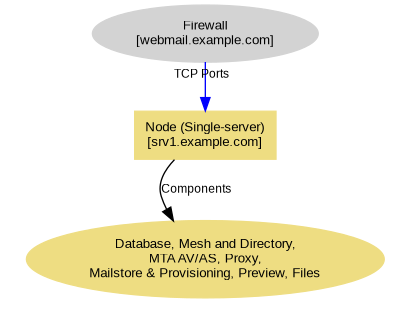 Firewall
[webmail.example.com]
TCP Ports
Node (Single-server)
[srv1.example.com]
Components
Database, Mesh and Directory,
MTA AV/AS, Proxy,
Mailstore & Provisioning, Preview, Files